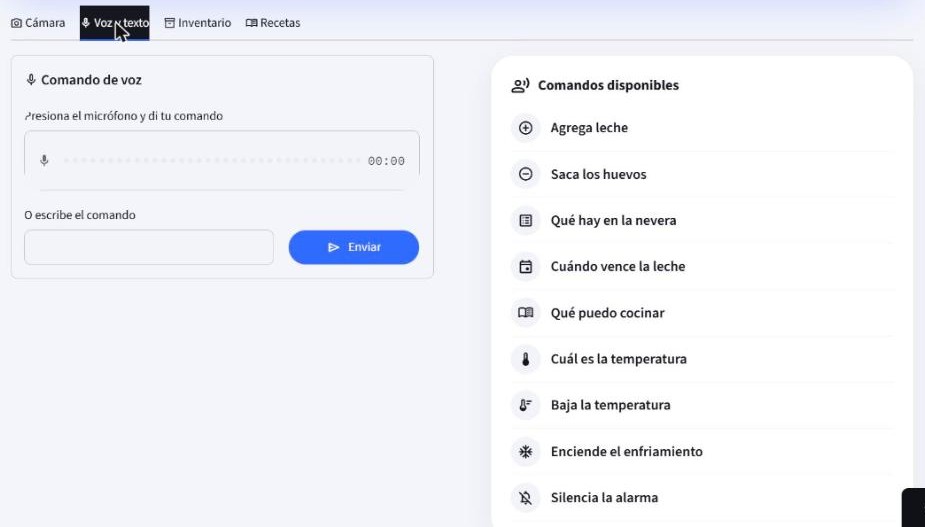 Cámara
Voz y texto
Inventario
Recetas
Comando de voz
Presiona el micrófono y di tu comando
00:00
O escribe el comando
Enviar
Comandos disponibles
Agrega leche
Saca los huevos
Qué hay en la nevera
Cuándo vence la leche
Qué puedo cocinar
Cuál es la temperatura
Baja la temperatura
Enciende el enfriamiento
Silencia la alarma